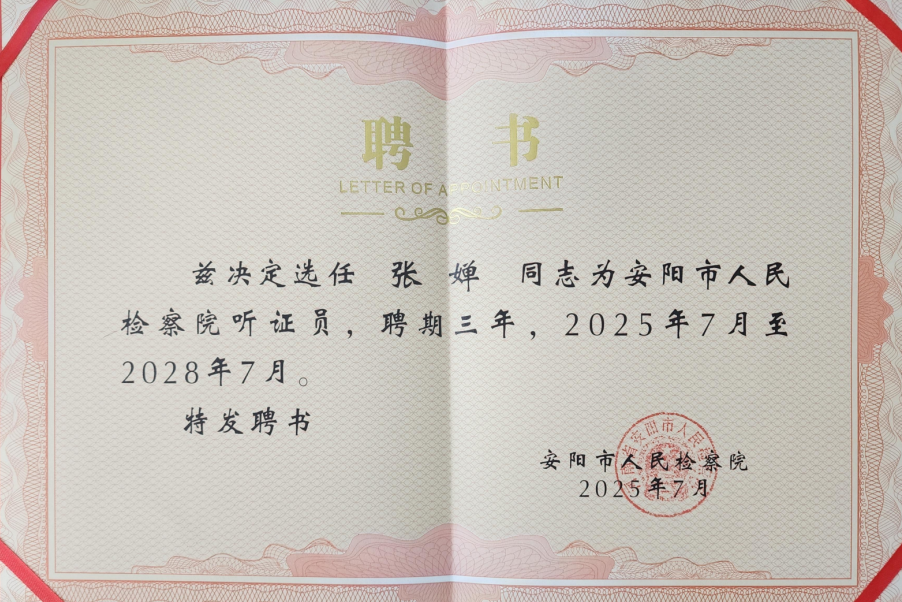 聘 书
LETTER OF APPOINTMENT
兹决定选任 张 婵 同志为安阳市人民
检察院听证员，聘期三年，2025年7月至
2028年7月。
特发聘书
安阳市人民检察院
2025年7月